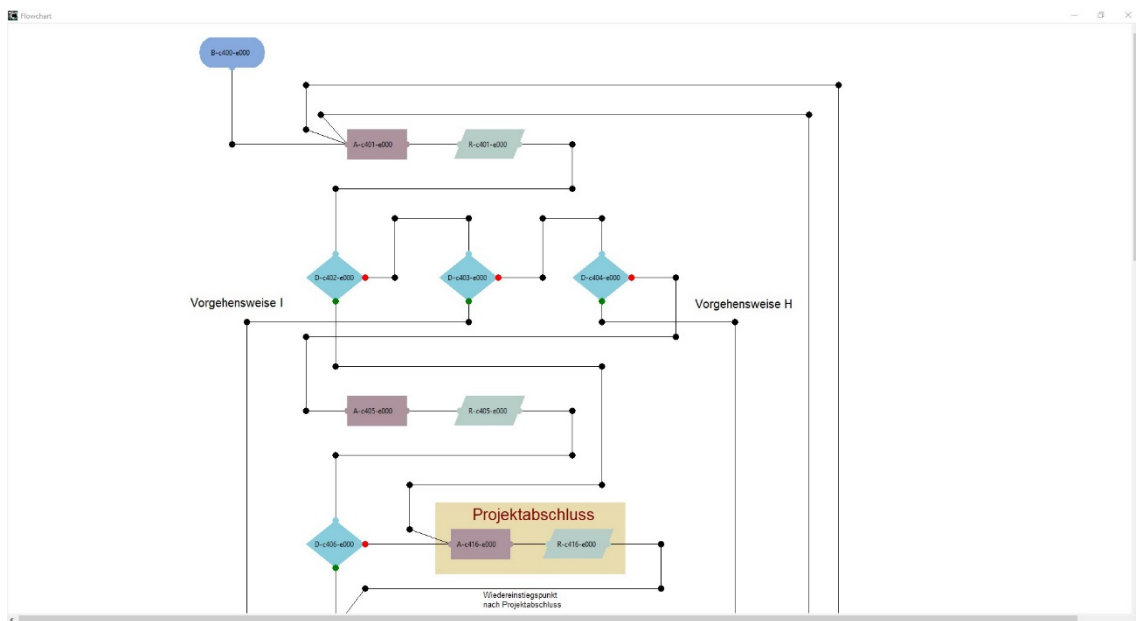 Flowchart
B-c400-e000
A-c401-e000
R-c401-e000
D-c402-e000
D-c403-e000
D-c404-e000
Vorgehensweise I
Vorgehensweise H
A-c405-e000
R-c405-e000
Projektabschluss
D-c406-e000
A-c416-e000
R-c416-e000
Wiedereinstiegspunkt
nach Projektabschluss